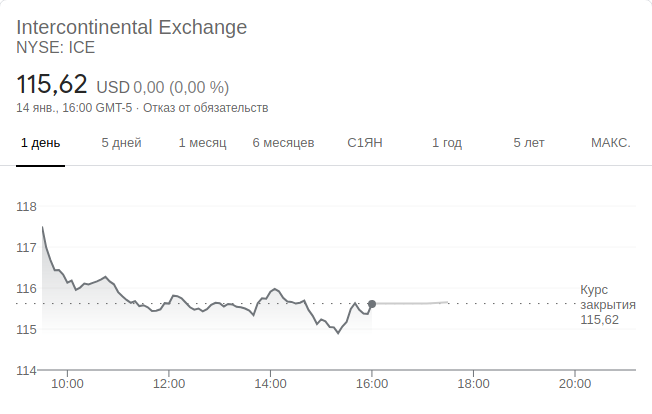 Intercontinental Exchange
NYSE: ICE
115,62 USD 0,00 (0,00 %)
14 янв., 16:00 GMT-5 · Отказ от обязательств
1 день 5 дней 1 месяц 6 месяцев С1ЯН 1 год 5 лет МАКС.
118
117
116
115
114
Курс
закрытия
115,62
10:00 12:00 14:00 16:00 18:00 20:00